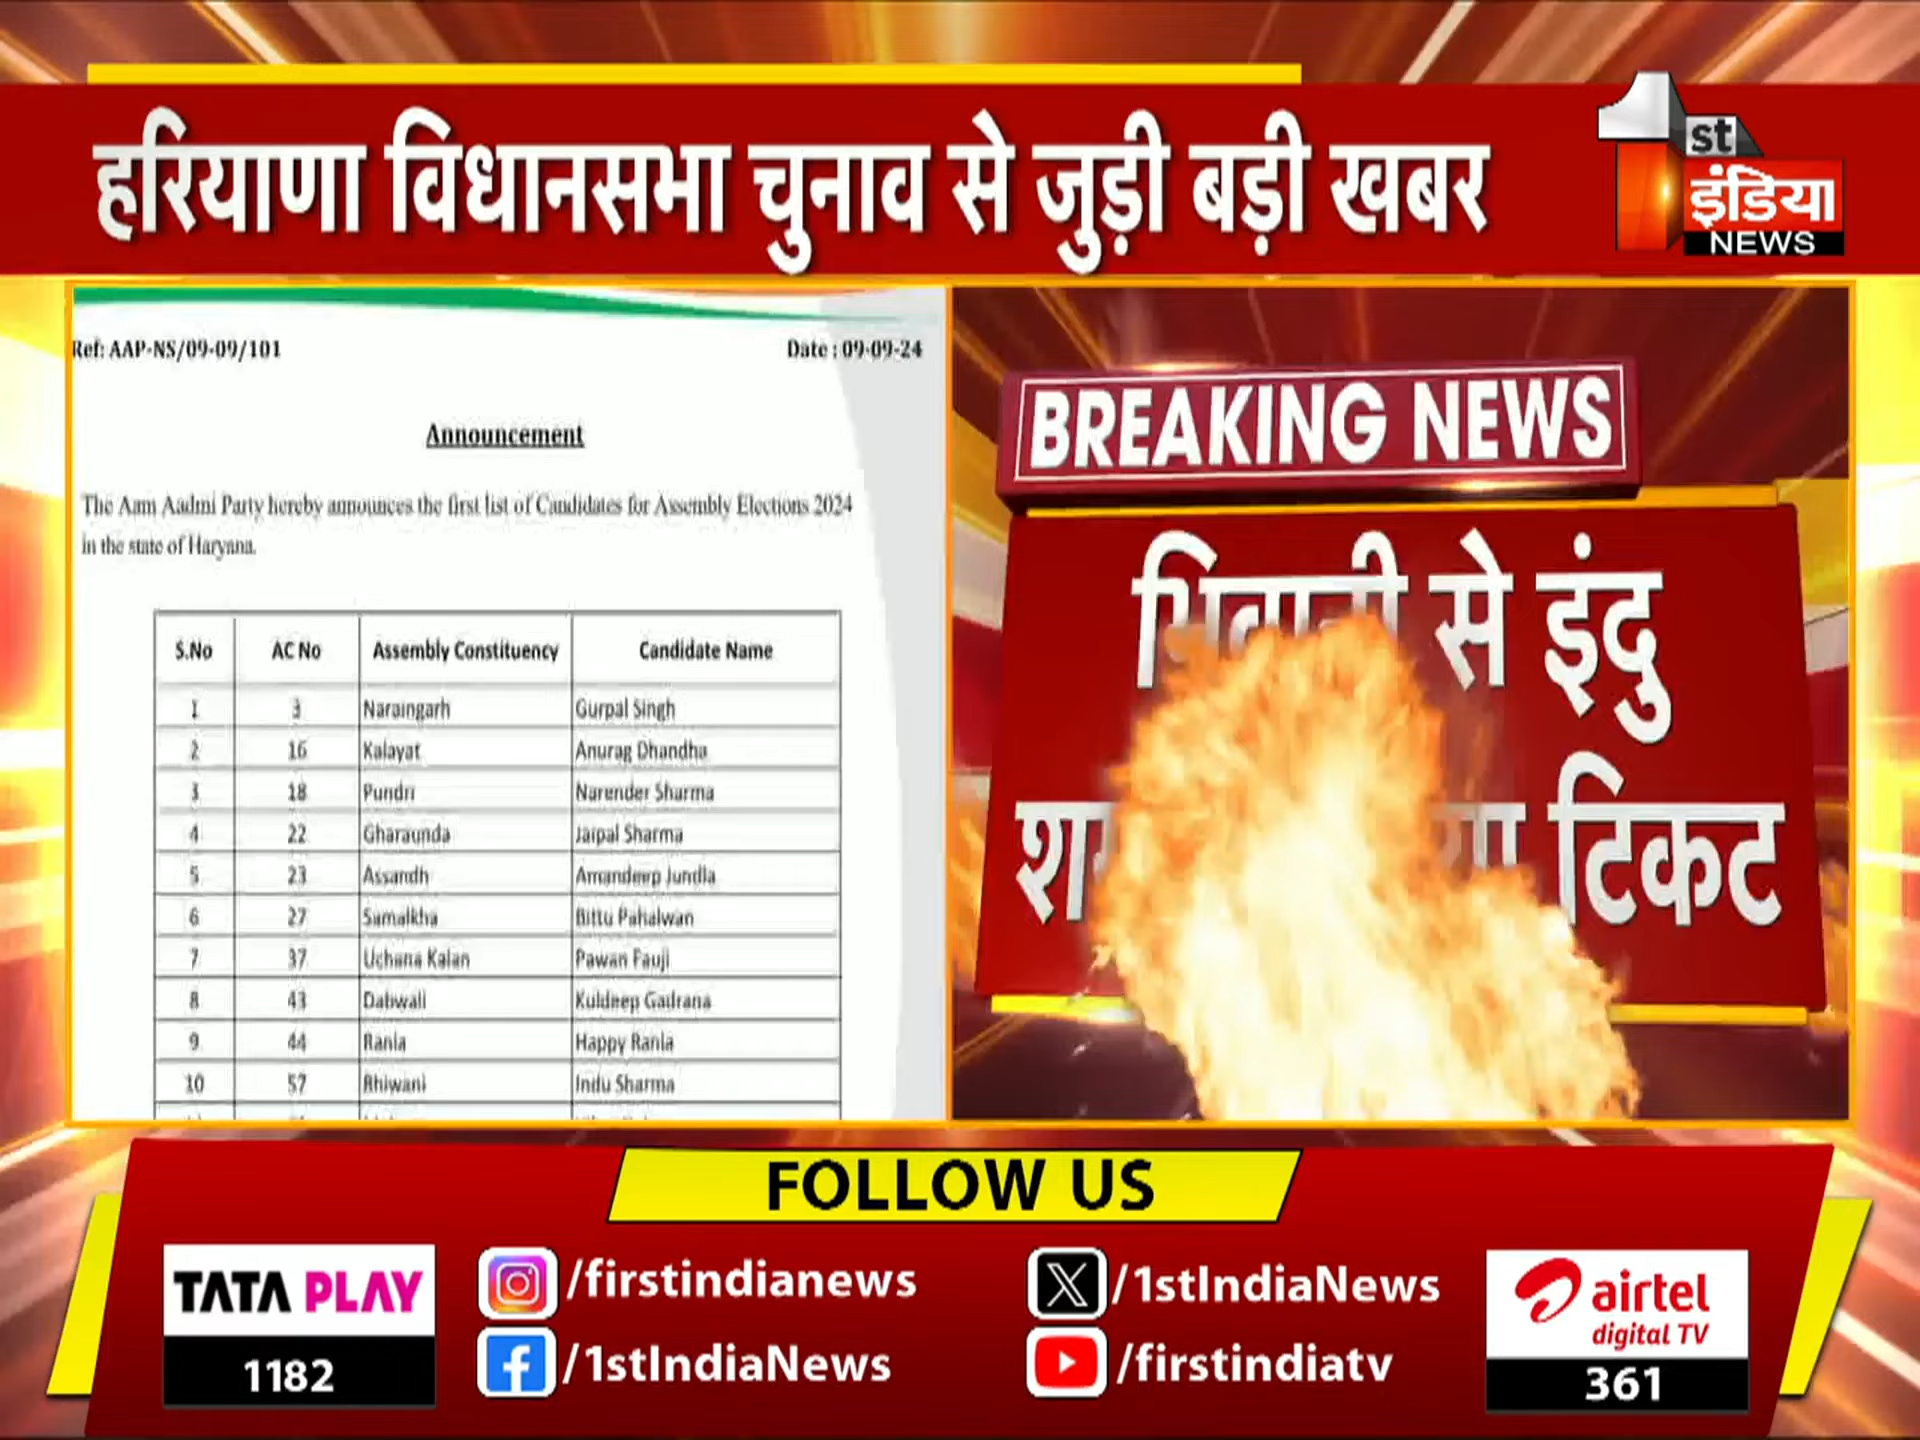 हरियाणा विधानसभा चुनाव से जुड़ी बड़ी खबर
1st
इंडिया
NEWS
Ref: AAP-NS/09-09/101
Date : 09-09-24
Announcement
The Aam Aadmi Party hereby announces the first list of Candidates for Assembly Elections 2024
in the state of Haryana.
S.No AC No Assembly Constituency Candidate Name
1 3 Naraingarh Gurpal Singh
2 16 Kalayat Anurag Dhandha
3 18 Pundri Narender Sharma
4 22 Gharaunda Jaipal Sharma
5 23 Assandh Amandeep Jundla
6 27 Samalkha Bittu Pahalwan
7 37 Uchana Kalan Pawan Fauji
8 43 Dabwali Kuldeep Gadrana
9 44 Rania Happy Rania
10 57 Bhiwani Indu Sharma
BREAKING NEWS
भिवानी से इंदु
टिकट
FOLLOW US
TATA PLAY
1182
/firstindianews
/1stIndiaNews
/1stIndiaNews
/firstindiatv
airtel
digital TV
361